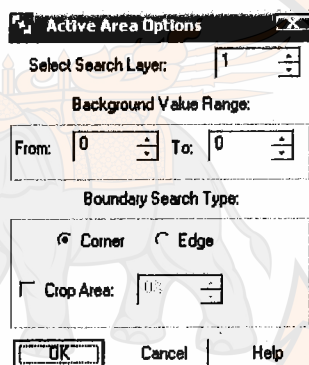 Active Area Options
Select Search Layer: 1
Background Value Range:
From: 0 To: 0
Boundary Search Type:
Corner Edge
Crop Area: 0%
OK Cancel Help